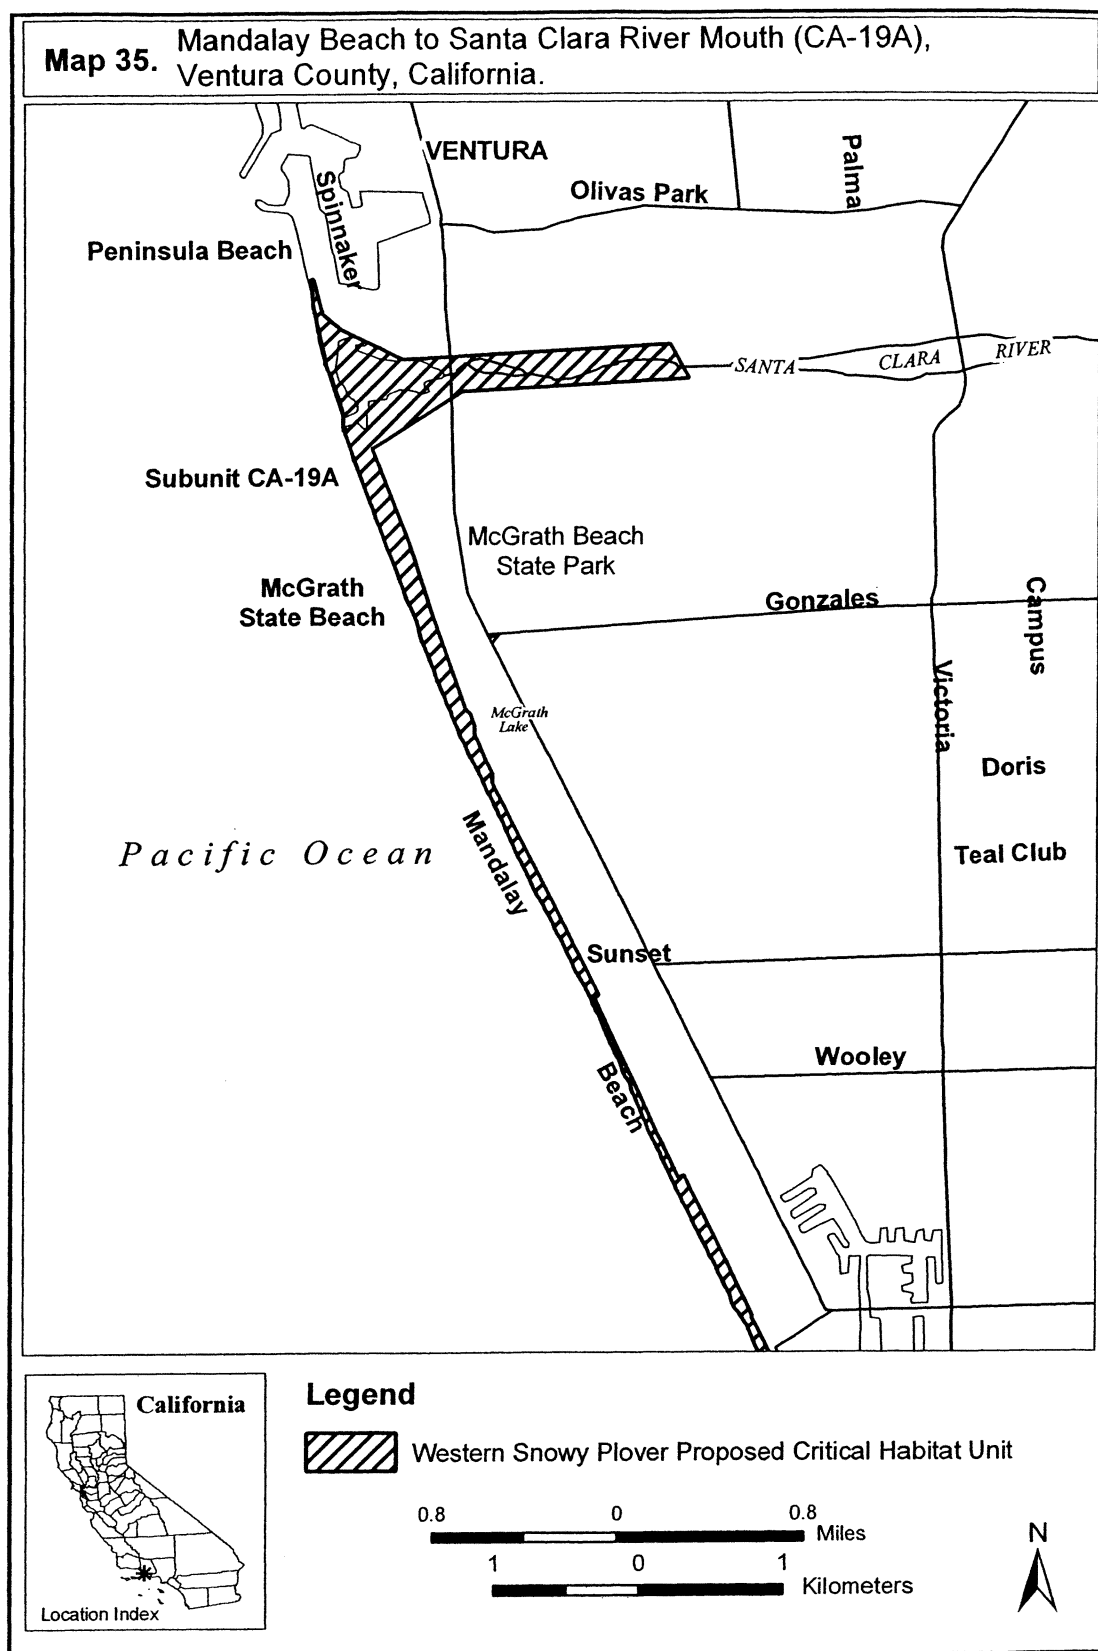 Map 35.
Mandalay Beach to Santa Clara River Mouth (CA-19A),
Ventura County, California.
VENTURA
Palma
Olivas Park
Spinnaker
Peninsula Beach
SANTA CLARA RIVER
Subunit CA-19A
McGrath Beach
State Park
McGrath
State Beach
Gonzales
Campus
Victoria
McGrath
Lake
Doris
Pacific Ocean
Mandalay
Teal Club
Sunset
Wooley
Beach
California
Location Index
Legend
Western Snowy Plover Proposed Critical Habitat Unit
0.8 0 0.8
Miles
1 0 1
Kilometers
N